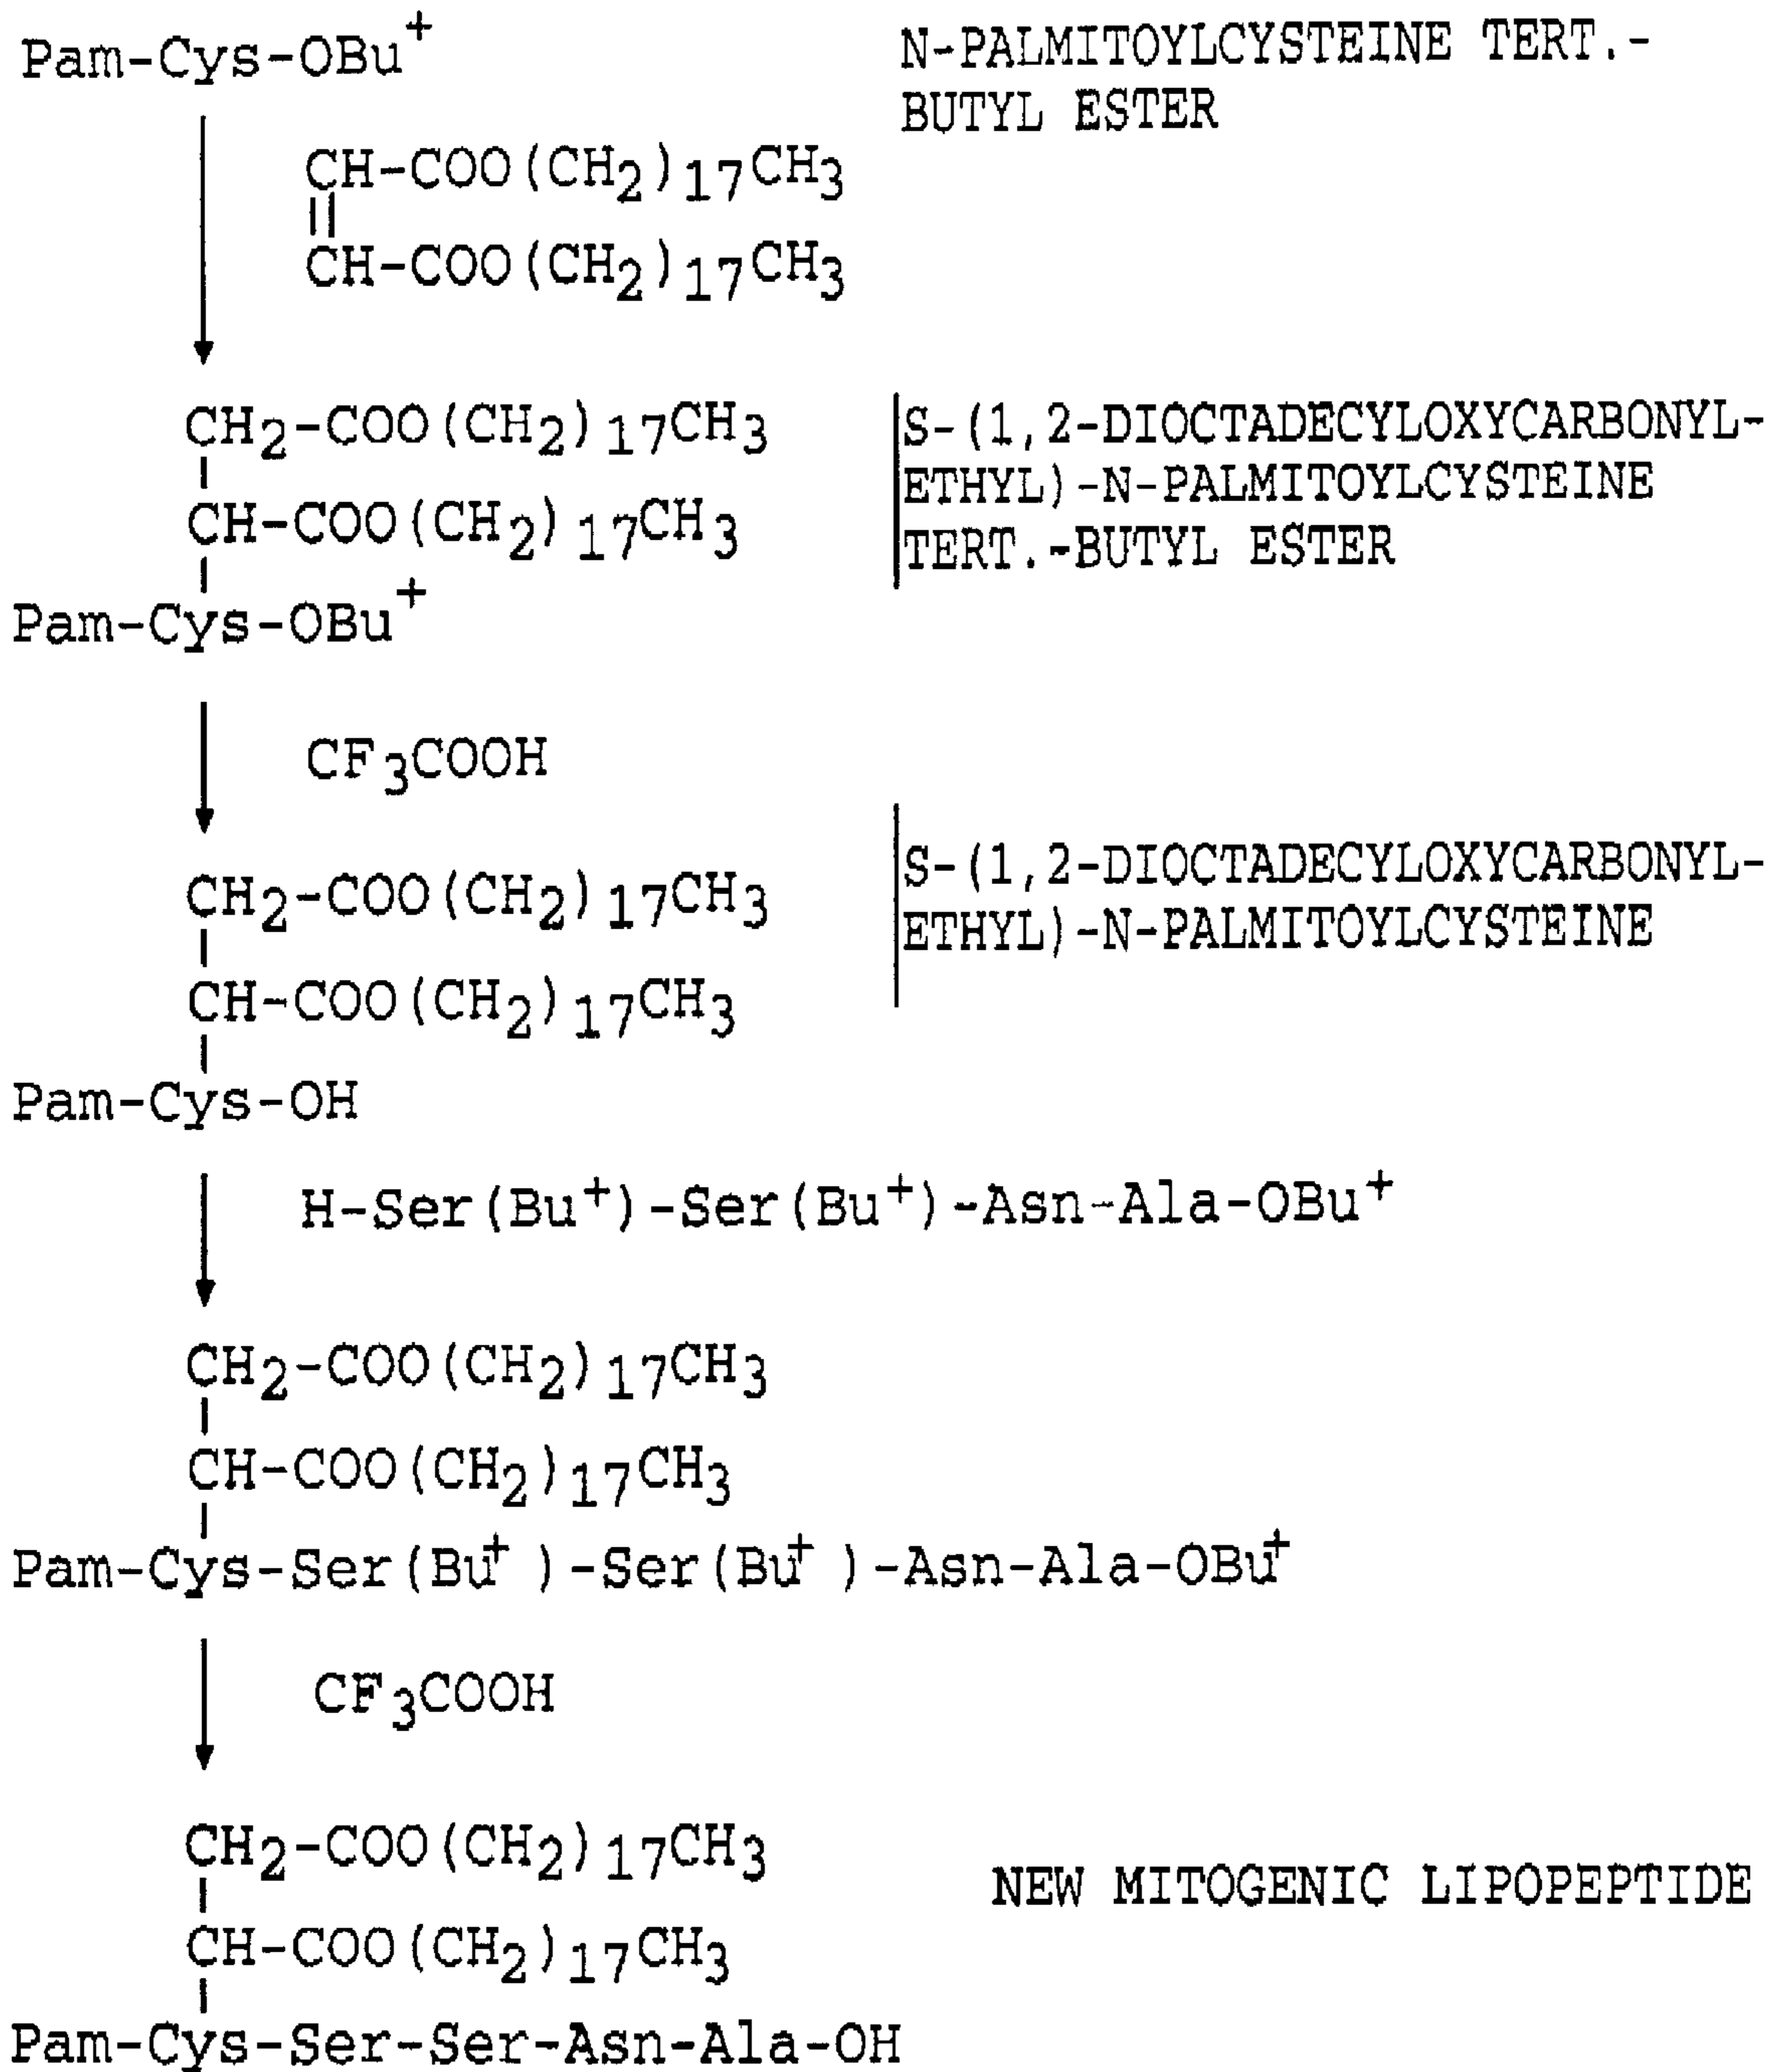 Pam-Cys-OBu⁺
N-PALMITOYLCYSTEINE TERT.-
BUTYL ESTER
CH-COO(CH₂)₁₇CH₃
||
CH-COO(CH₂)₁₇CH₃
CH₂-COO(CH₂)₁₇CH₃
CH-COO(CH₂)₁₇CH₃
Pam-Cys-OBu⁺
S-(1,2-DIOCTADECYLOXYCARBONYL-
ETHYL)-N-PALMITOYLCYSTEINE
TERT.-BUTYL ESTER
CF₃COOH
CH₂-COO(CH₂)₁₇CH₃
CH-COO(CH₂)₁₇CH₃
Pam-Cys-OH
S-(1,2-DIOCTADECYLOXYCARBONYL-
ETHYL)-N-PALMITOYLCYSTEINE
H-Ser(Bu⁺)-Ser(Bu⁺)-Asn-Ala-OBu⁺
CH₂-COO(CH₂)₁₇CH₃
CH-COO(CH₂)₁₇CH₃
Pam-Cys-Ser(Bu⁺)-Ser(Bu⁺)-Asn-Ala-OBu⁺
CF₃COOH
CH₂-COO(CH₂)₁₇CH₃
CH-COO(CH₂)₁₇CH₃
Pam-Cys-Ser-Ser-Asn-Ala-OH
NEW MITOGENIC LIPOPEPTIDE